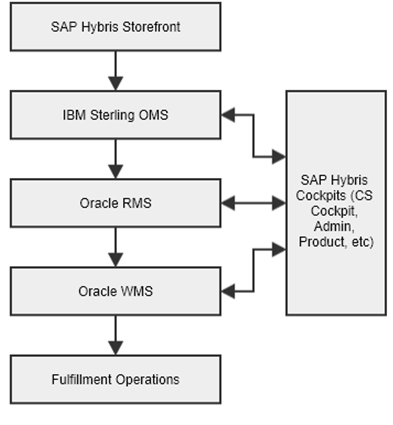 SAP Hybris Storefront
IBM Sterling OMS
Oracle RMS
Oracle WMS
Fulfillment Operations
SAP Hybris
Cockpits (CS
Cockpit,
Admin,
Product, etc)